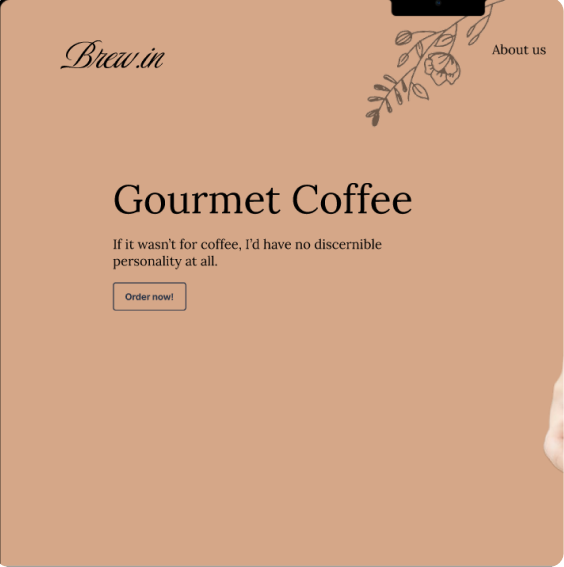 Brew.in
About us
Gourmet Coffee
If it wasn't for coffee, I'd have no discernible
personality at all.
Order now!